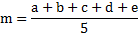 m = (a + b + c + d + e) / 5